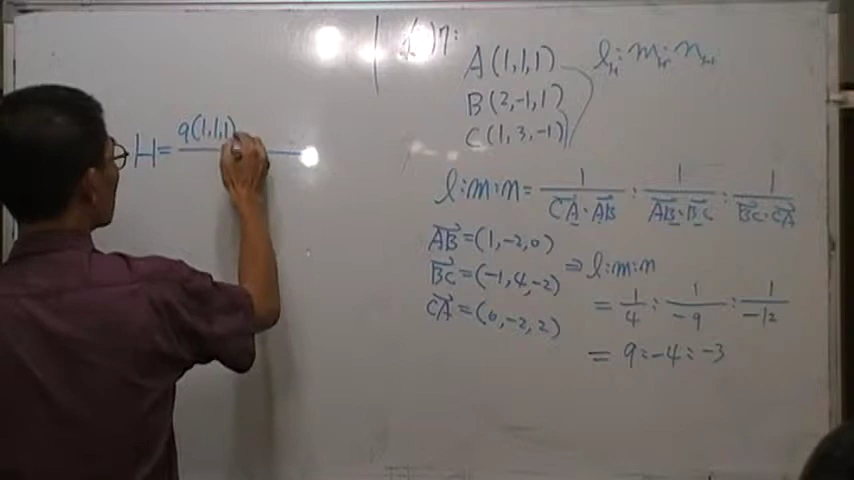 H = 9(1,1,1)
例7:
A(1,1,1)
B(2,-1,1)
C(1,3,-1)
l_H : m_H : n_H
l:m:n = 1/(CA⃗·AB⃗) : 1/(AB⃗·BC⃗) : 1/(BC⃗·CA⃗)
AB⃗ = (1,-2,0)
BC⃗ = (-1,4,-2)
CA⃗ = (0,-2,2)
⇒ l:m:n
= 1/4 : 1/-9 : 1/-12
= 9:-4:-3